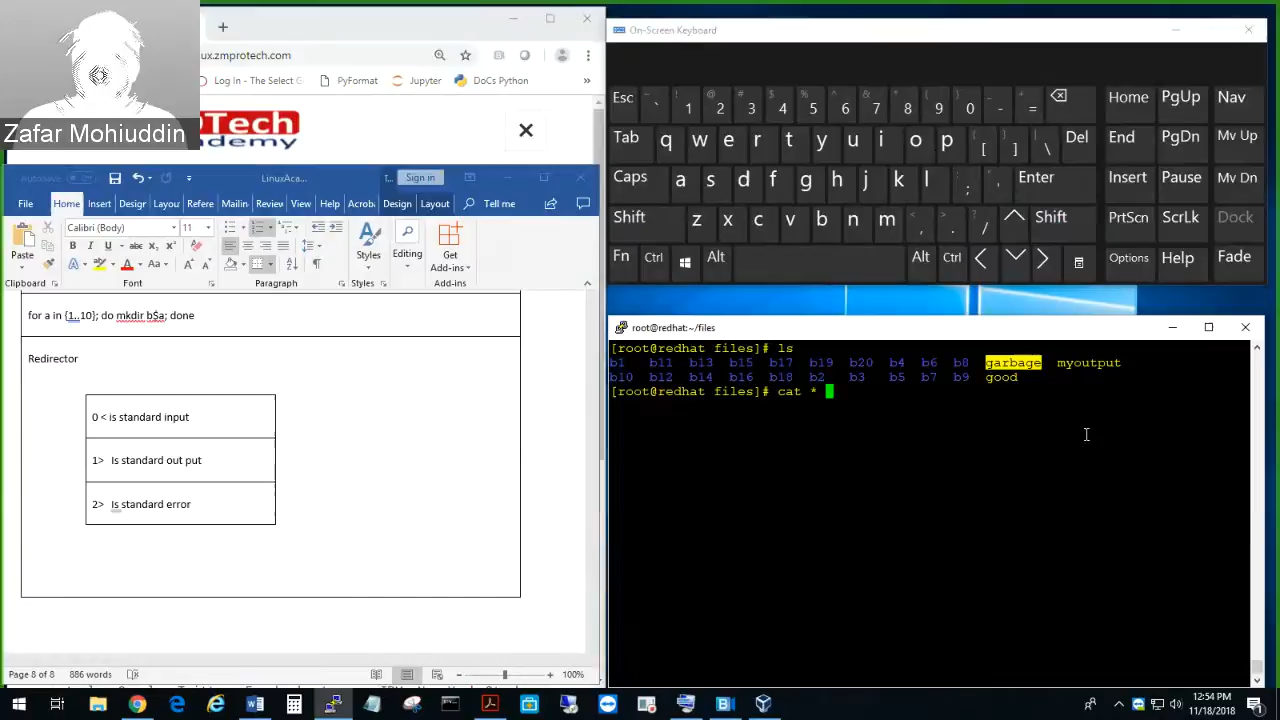 Zafar Mohiuddin
ux.zmprotech.com
Log In - The Select G
PyFormat
Jupyter
DoCs Python
»
Tech
demy
AutoSave
LinuxAca...
T...
Sign in
File Home Insert Design Layout Refere Mailin Review View Help Acroba Design Layout Tell me
Calibri (Body) 11
Paste
Styles
Editing
Get
Add-ins
Clipboard Font Paragraph Styles Add-ins
for a in {1..10}; do mkdir b$a; done
Redirector
0 < is standard input
1> Is standard out put
2> Is standard error
Page 8 of 8 886 words 100%
On-Screen Keyboard
Esc ~ ` ! 1 @ 2 # 3 $ 4 % 5 ^ 6 & 7 * 8 ( 9 ) 0 _ - + = Home PgUp Nav
Tab q w e r t y u i o p { [ } ] | \ Del End PgDn Mv Up
Caps a s d f g h j k l : ; " ' Enter Insert Pause Mv Dn
Shift z x c v b n m < , > . ? / Shift PrtScn ScrLk Dock
Fn Ctrl Alt Alt Ctrl Options Help Fade
root@redhat:~/files
[root@redhat files]# ls
b1 b11 b13 b15 b17 b19 b20 b4 b6 b8 garbage myoutput
b10 b12 b14 b16 b18 b2 b3 b5 b7 b9 good
[root@redhat files]# cat *
12:54 PM
11/18/2018